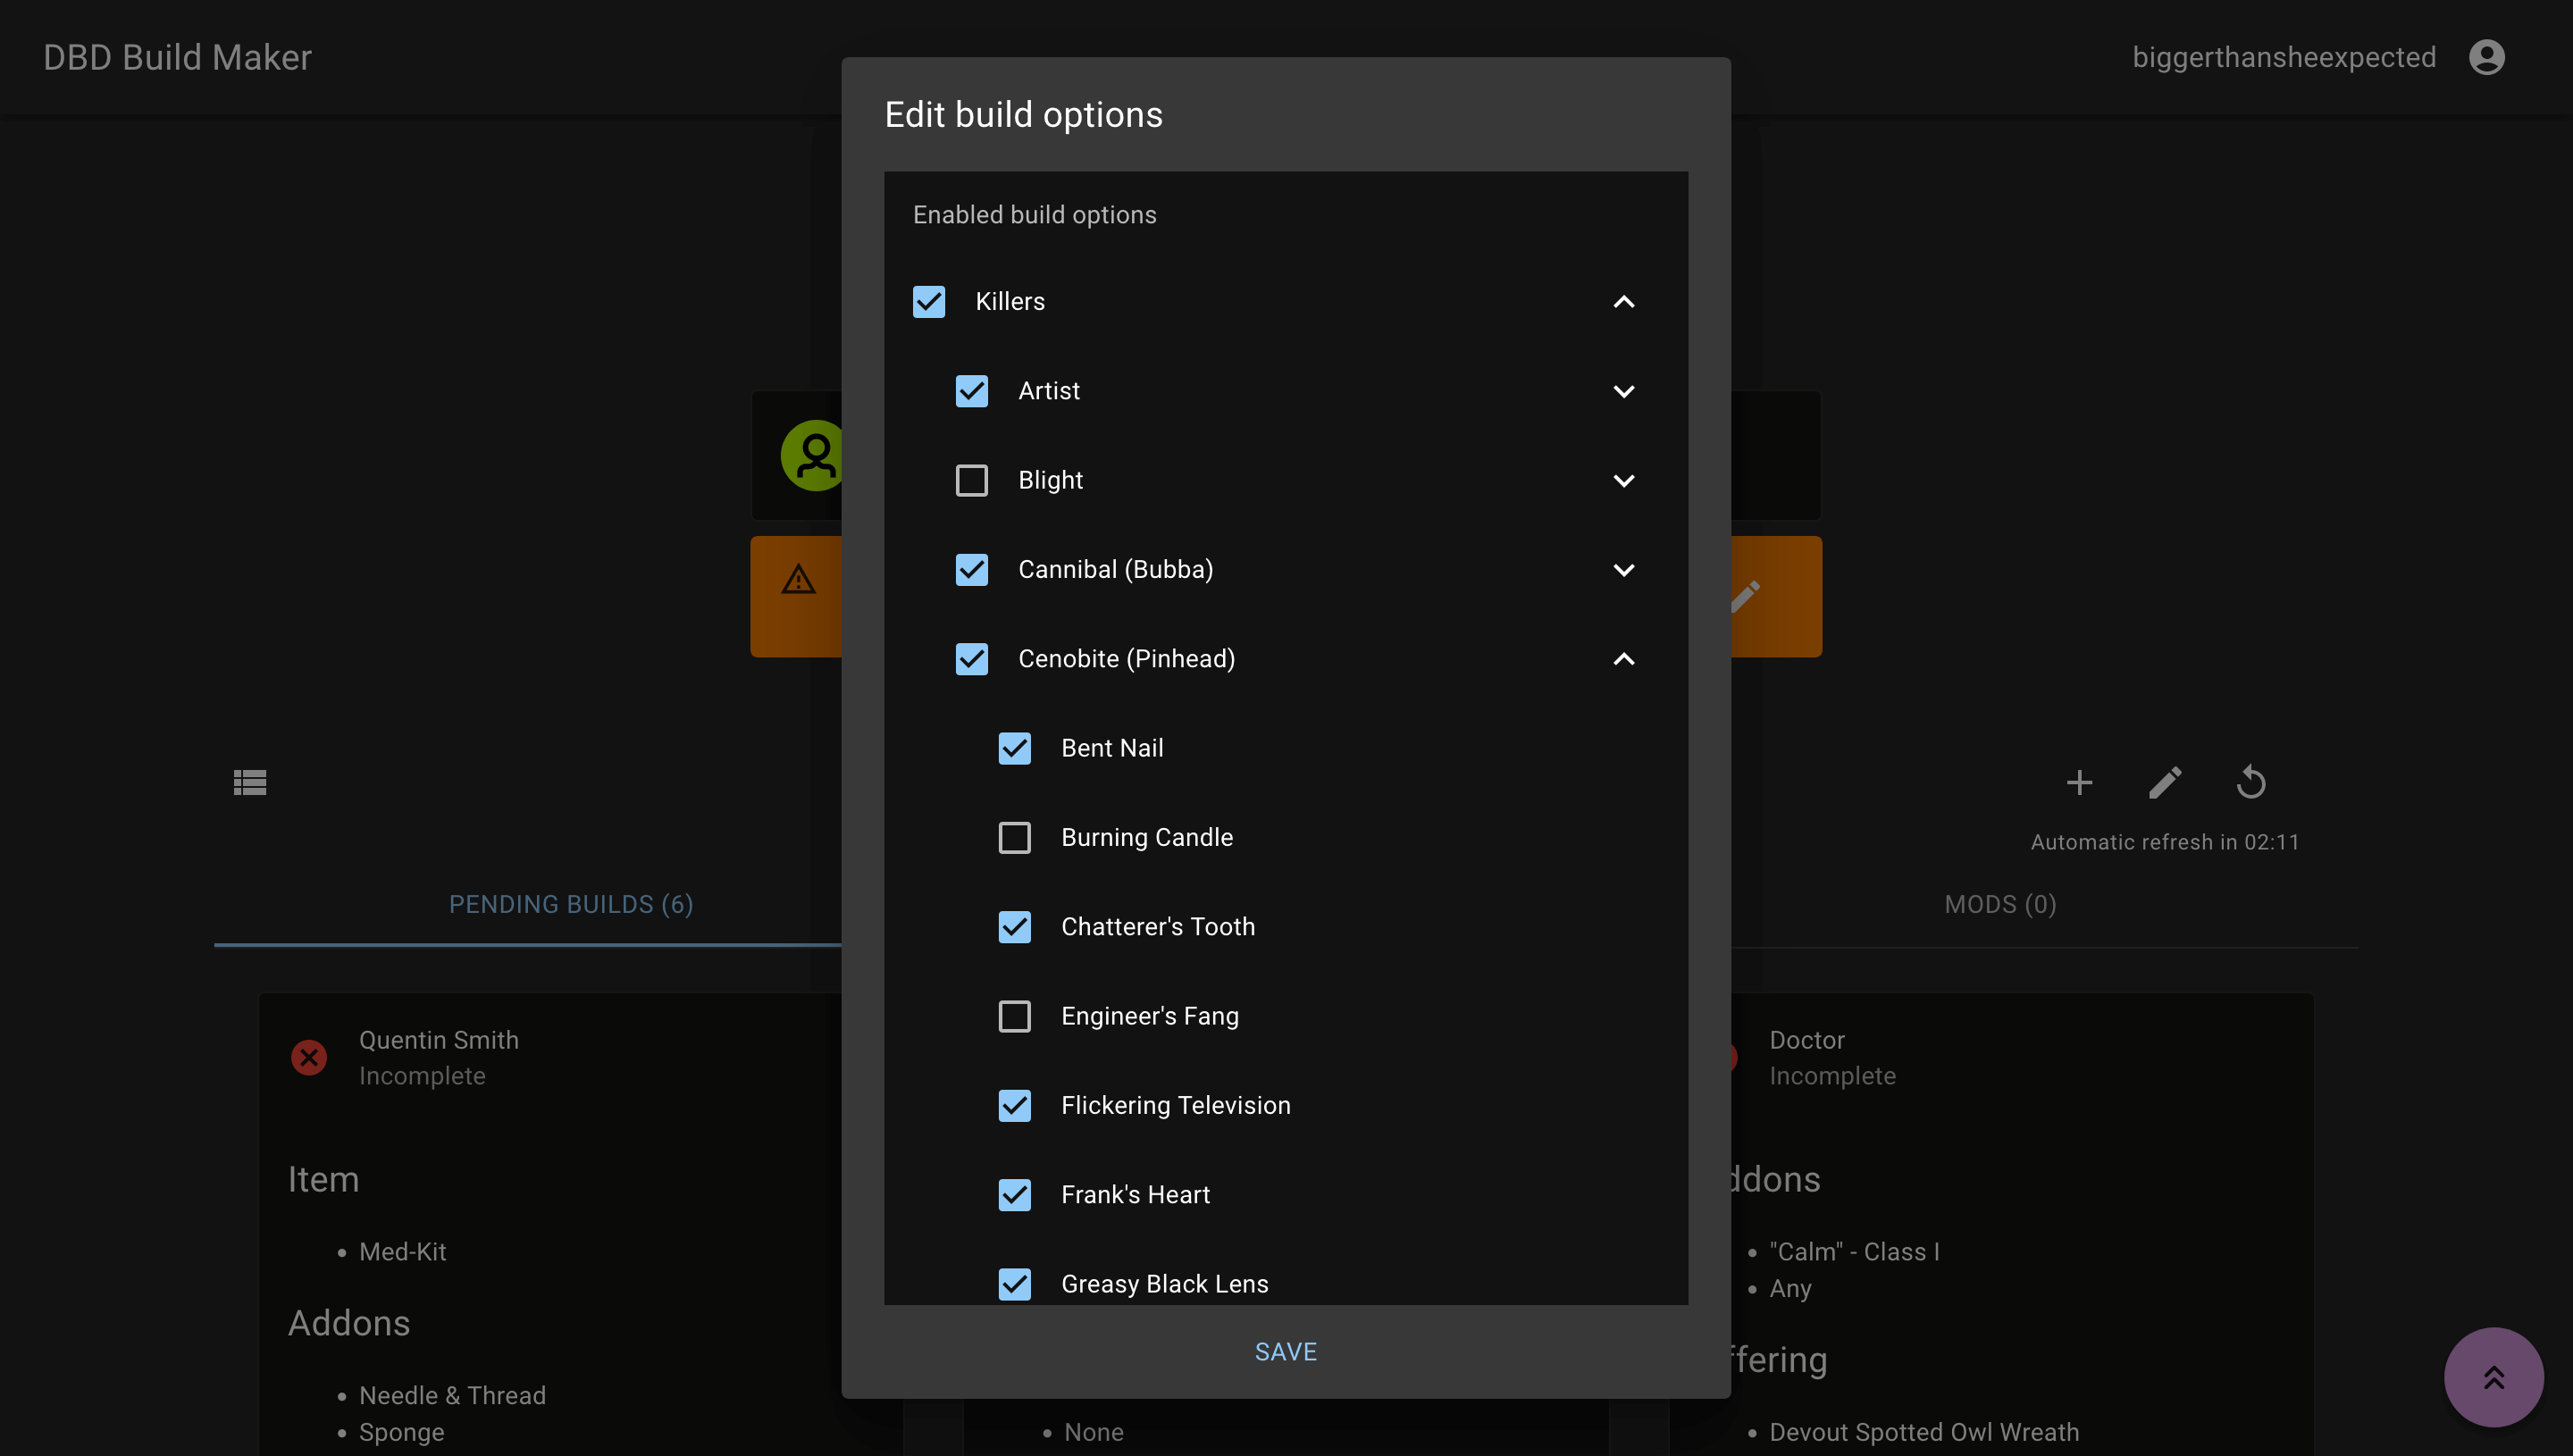 DBD Build Maker
biggerthansheexpected
Edit build options
Enabled build options
Killers
Artist
Blight
Cannibal (Bubba)
Cenobite (Pinhead)
Bent Nail
Burning Candle
Chatterer's Tooth
Engineer's Fang
Flickering Television
Frank's Heart
Greasy Black Lens
SAVE
Automatic refresh in 02:11
PENDING BUILDS (6)
MODS (0)
Quentin Smith
Incomplete
Item
• Med-Kit
Addons
• Needle & Thread
• Sponge
• None
Doctor
Incomplete
ddons
• "Calm" - Class I
• Any
ffering
• Devout Spotted Owl Wreath